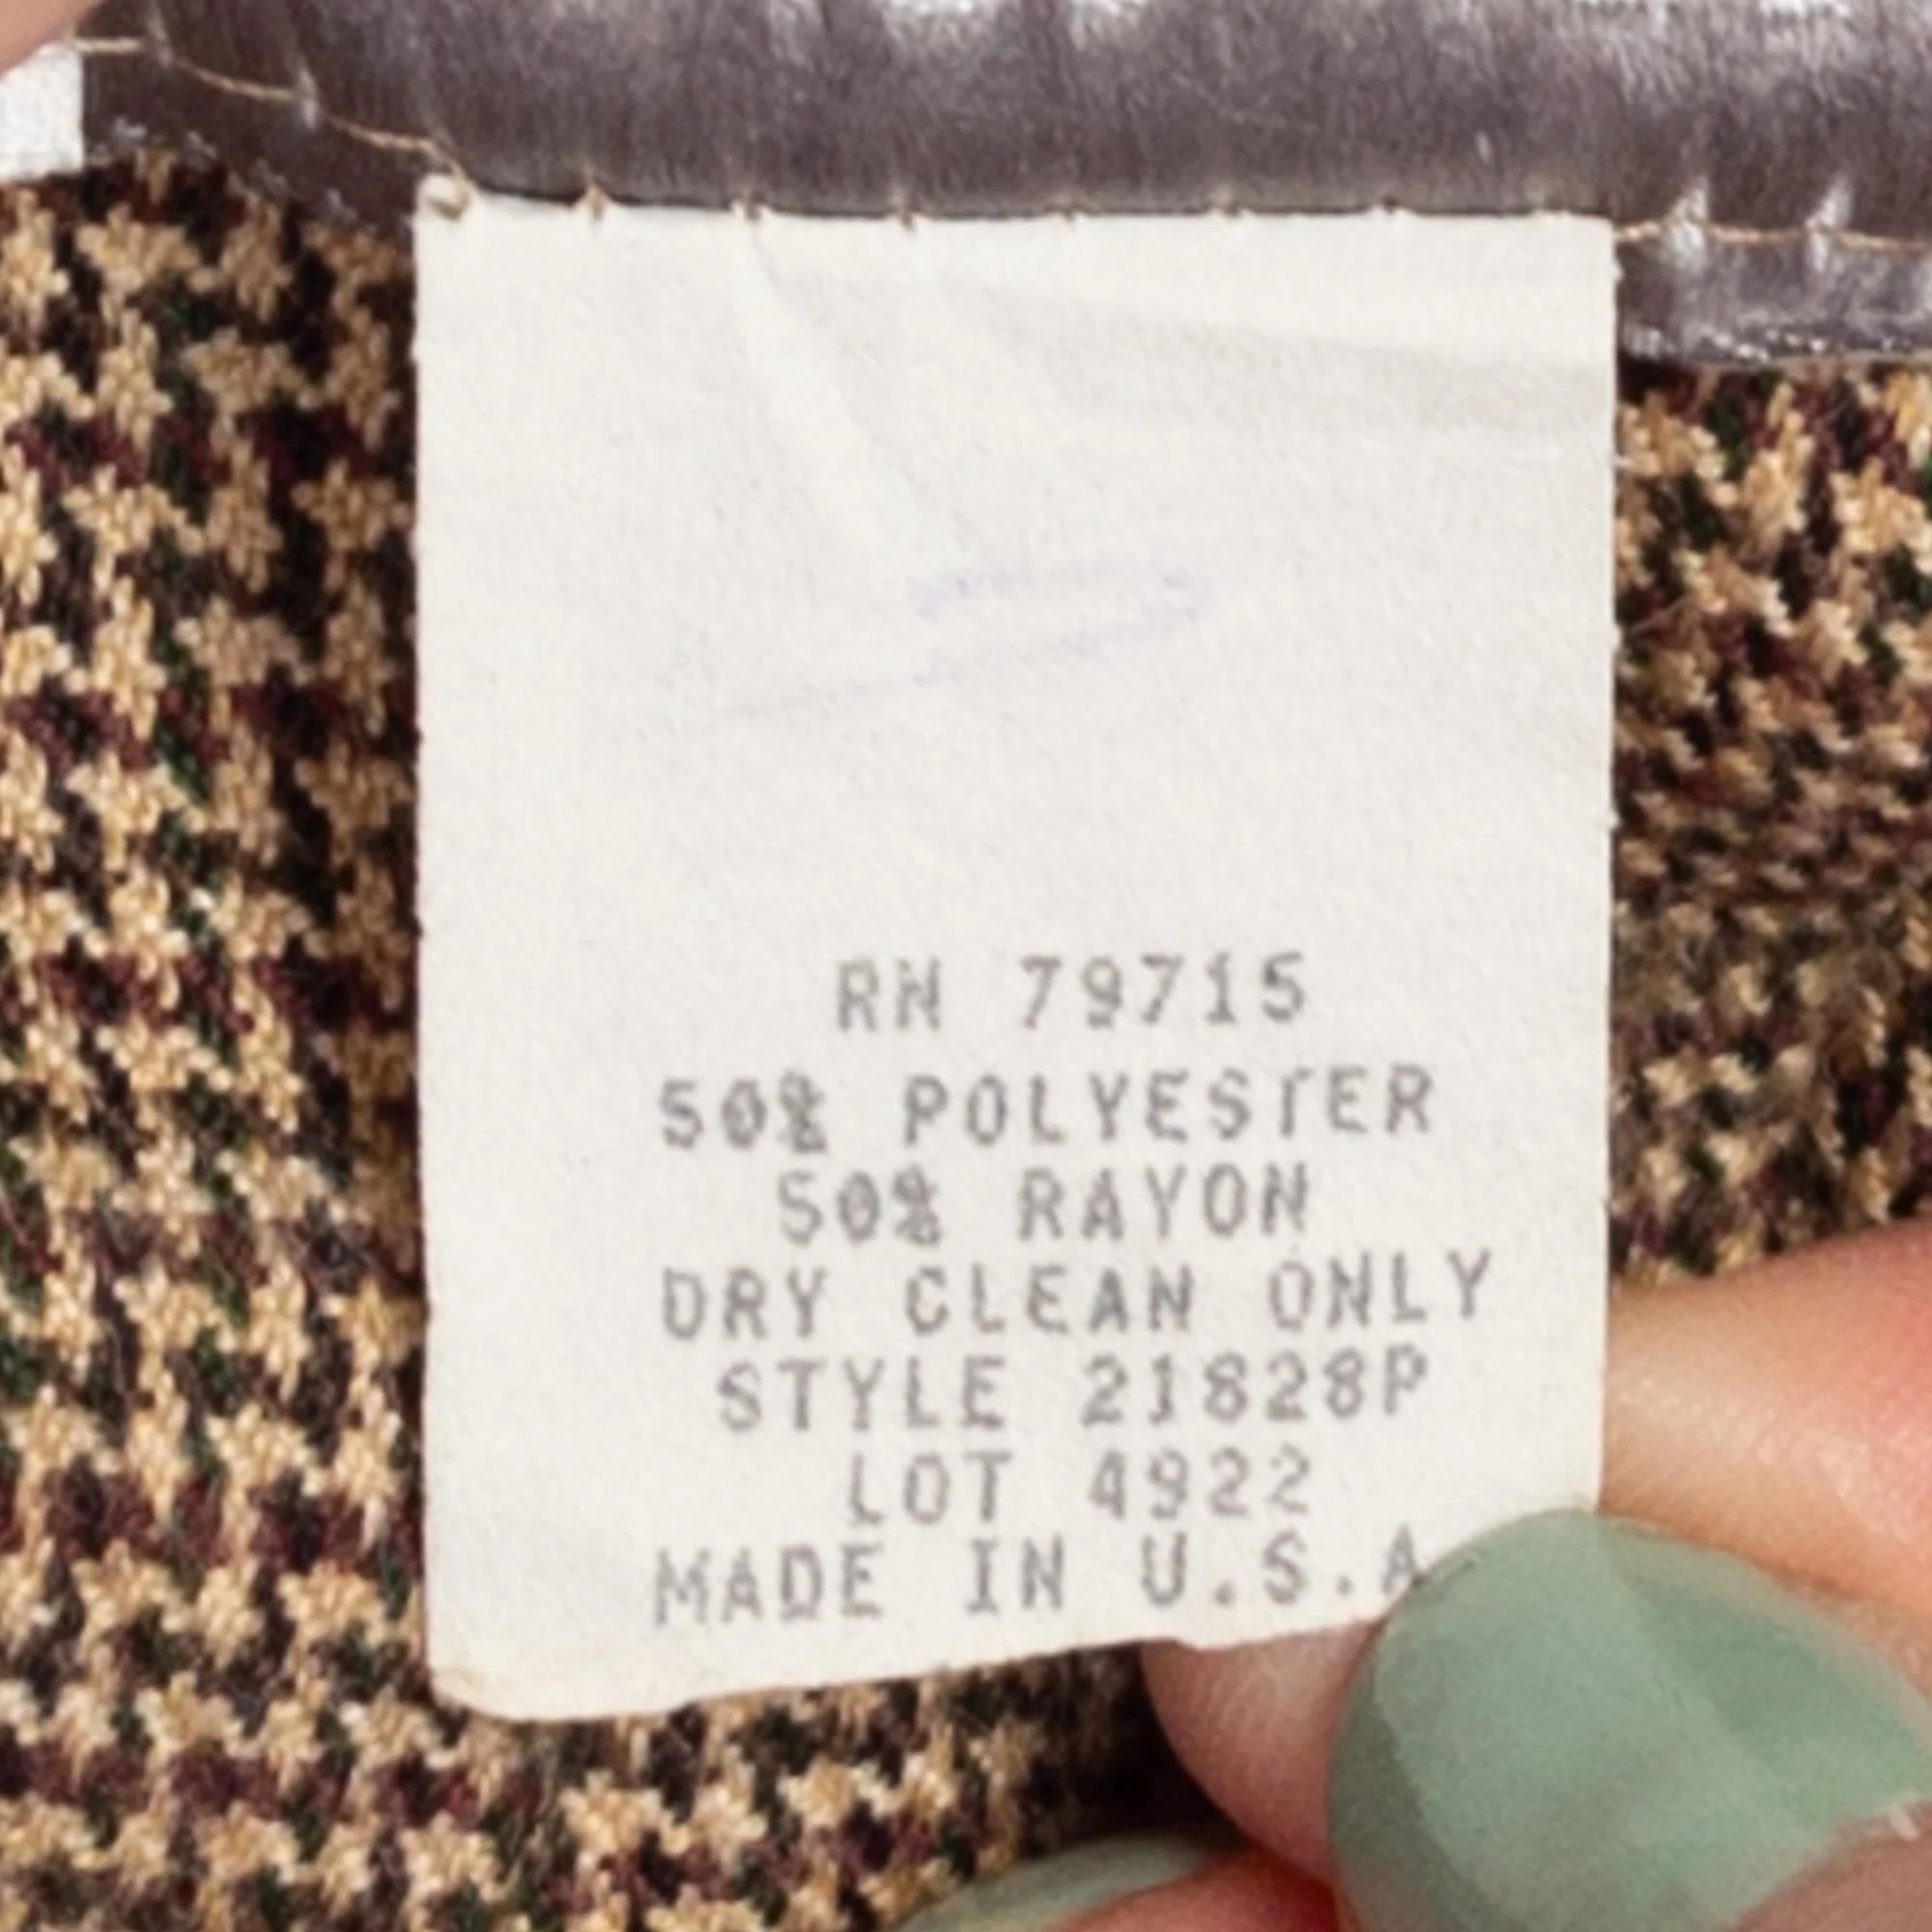 RN 79715
50% POLYESTER
50% RAYON
DRY CLEAN ONLY
STYLE 21828P
LOT 4922
MADE IN U.S.A